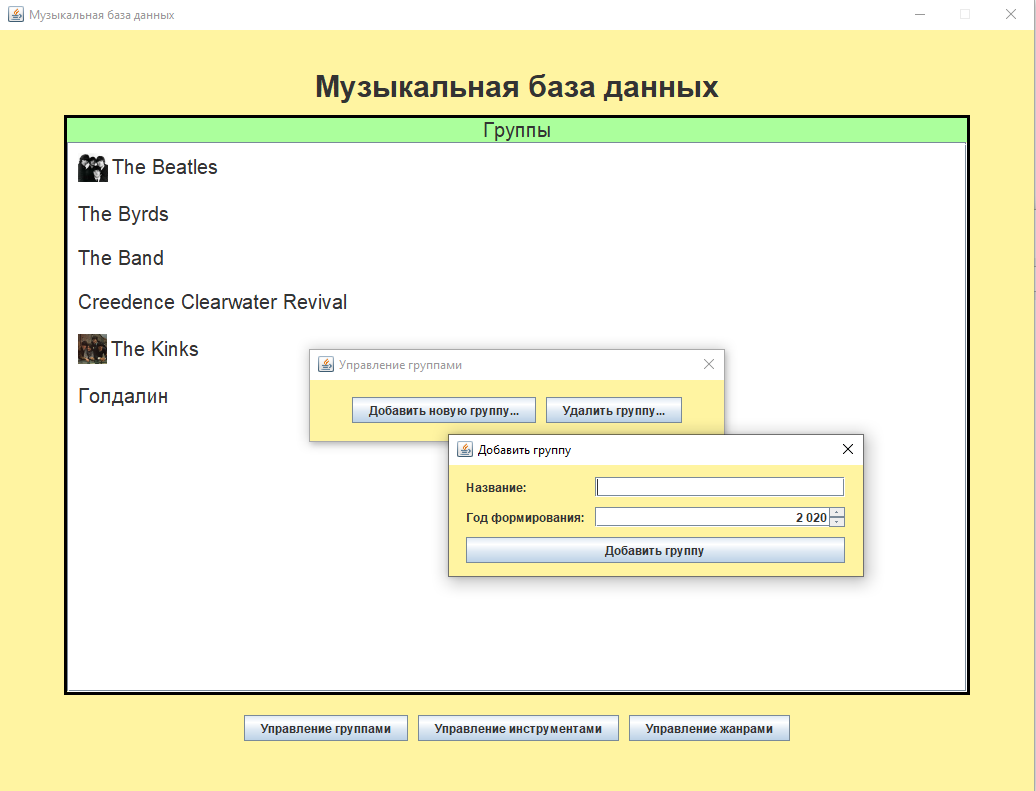 Музыкальная база данных
Музыкальная база данных
Группы
The Beatles
The Byrds
The Band
Creedence Clearwater Revival
The Kinks
Голдалин
Управление группами
Добавить новую группу...
Удалить группу...
Добавить группу
Название:
Год формирования: 2 020
Добавить группу
Управление группами
Управление инструментами
Управление жанрами